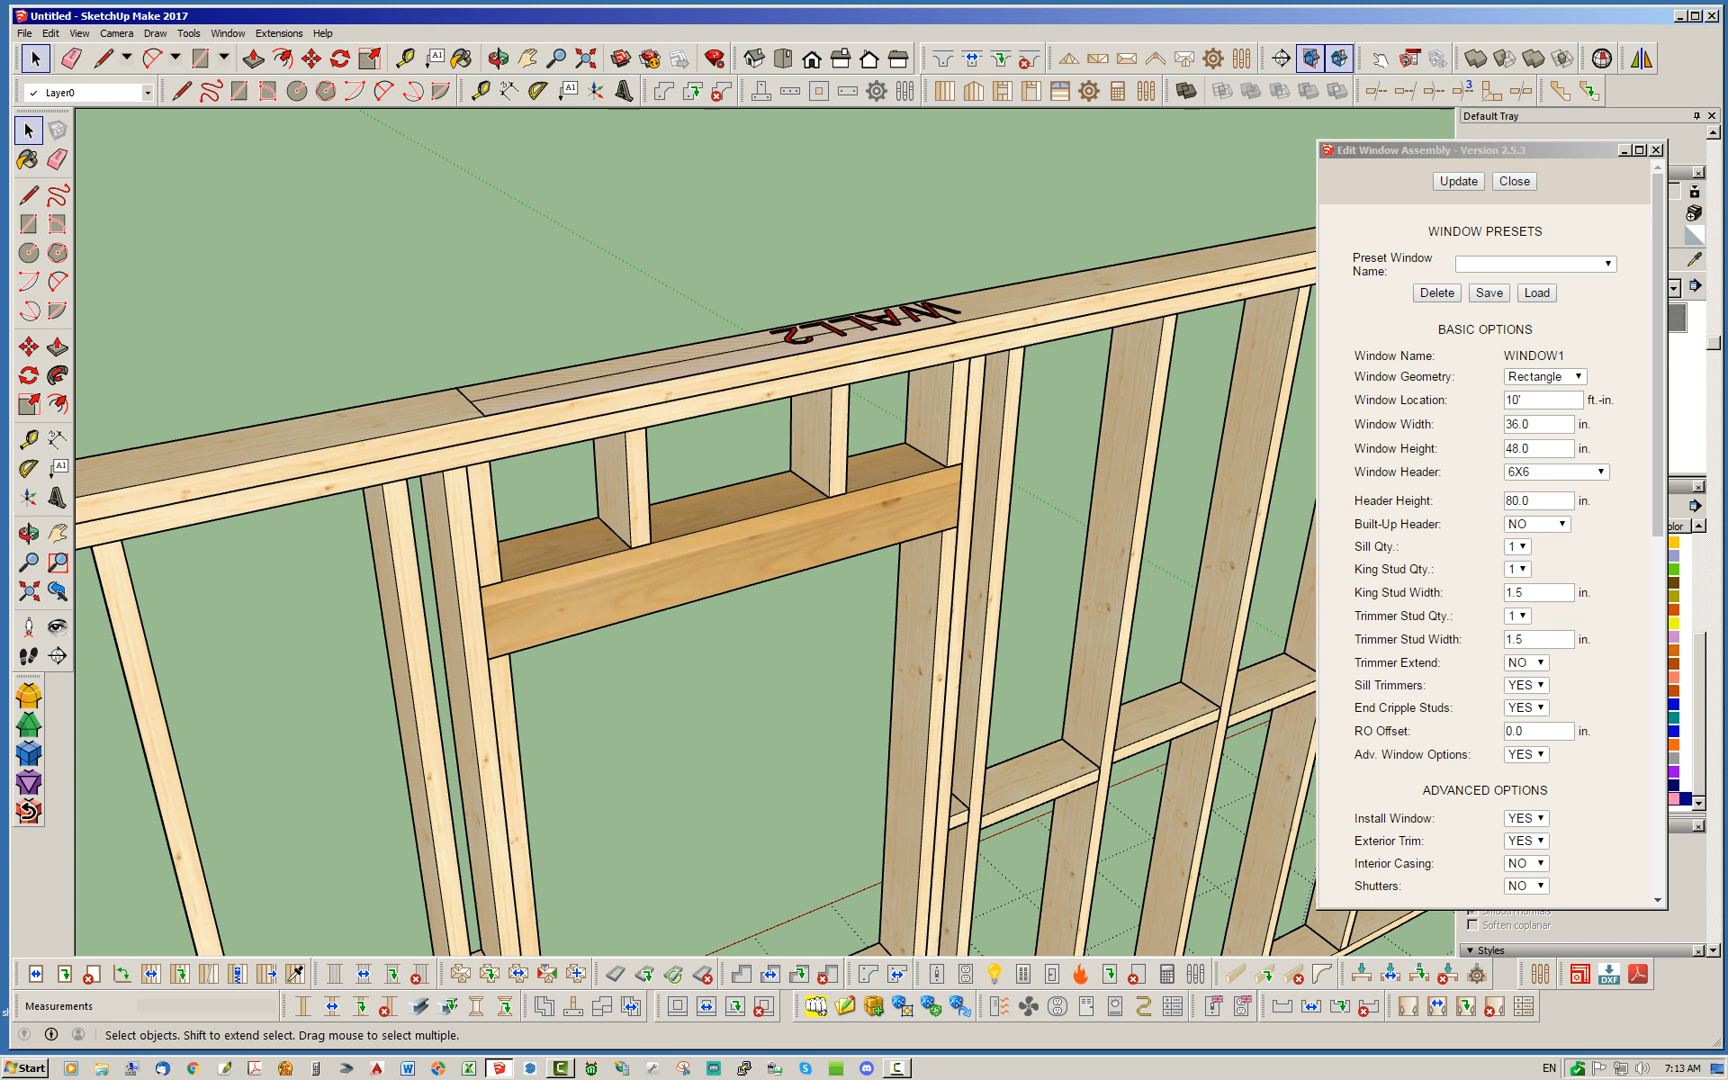 Untitled - SketchUp Make 2017
File Edit View Camera Draw Tools Window Extensions Help
Layer0
Default Tray
Edit Window Assembly - Version 2.5.3
Update Close
WINDOW PRESETS
Preset Window Name:
Delete Save Load
BASIC OPTIONS
Window Name: WINDOW1
Window Geometry: Rectangle
Window Location: 10' ft.-in.
Window Width: 36.0 in.
Window Height: 48.0 in.
Window Header: 6X6
Header Height: 80.0 in.
Built-Up Header: NO
Sill Qty.: 1
King Stud Qty.: 1
King Stud Width: 1.5 in.
Trimmer Stud Qty.: 1
Trimmer Stud Width: 1.5 in.
Trimmer Extend: NO
Sill Trimmers: YES
End Cripple Studs: YES
RO Offset: 0.0 in.
Adv. Window Options: YES
ADVANCED OPTIONS
Install Window: YES
Exterior Trim: YES
Interior Casing: NO
Shutters: NO
WALL2
Smooth normals
Soften coplanar
Styles
DXF
Measurements
Select objects. Shift to extend select. Drag mouse to select multiple.
Start
EN
7:13 AM